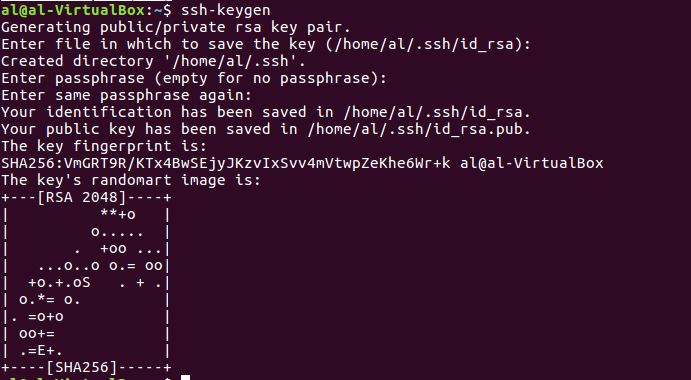 al@al-VirtualBox:~$ ssh-keygen
Generating public/private rsa key pair.
Enter file in which to save the key (/home/al/.ssh/id_rsa):
Created directory '/home/al/.ssh'.
Enter passphrase (empty for no passphrase):
Enter same passphrase again:
Your identification has been saved in /home/al/.ssh/id_rsa.
Your public key has been saved in /home/al/.ssh/id_rsa.pub.
The key fingerprint is:
SHA256:VmGRT9R/KTx4BwSEjyJKzvIxSvv4mVtwpZeKhe6Wr+k al@al-VirtualBox
The key's randomart image is:
+---[RSA 2048]----+
|           **+o   |
|          o.....  |
|        .  +oo ...|
|   ...o..o o.= oo|
|  +o.+.oS   . + .|
| o.*= o.          |
|. =o+o            |
| oo+=             |
| .=E+.            |
+----[SHA256]-----+